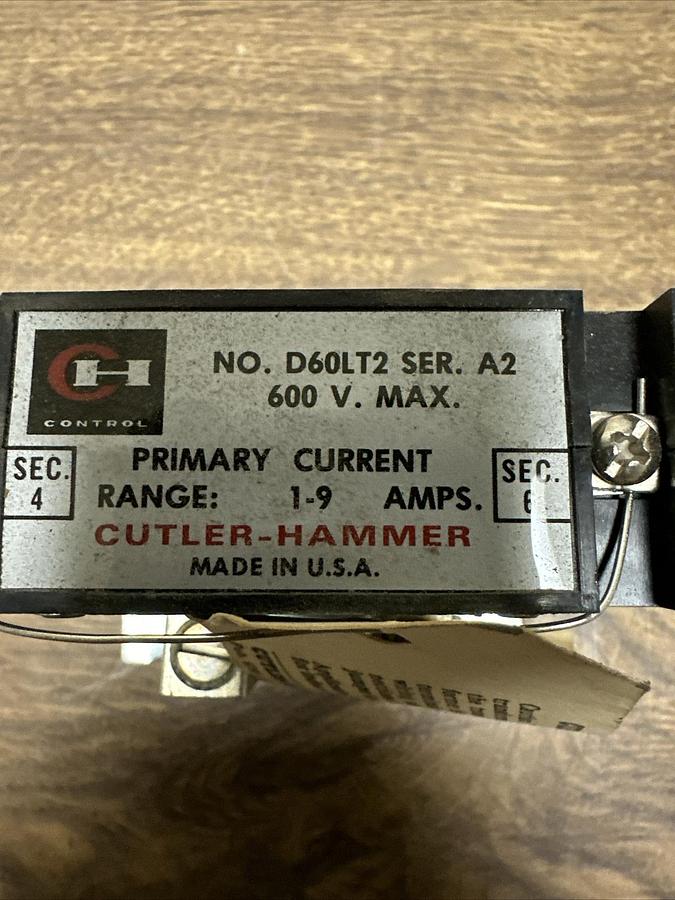 CH
CONTROL
NO. D60LT2 SER. A2
600 V. MAX.
PRIMARY CURRENT
RANGE: 1-9 AMPS.
SEC.
4
SEC.
6
CUTLER-HAMMER
MADE IN U.S.A.